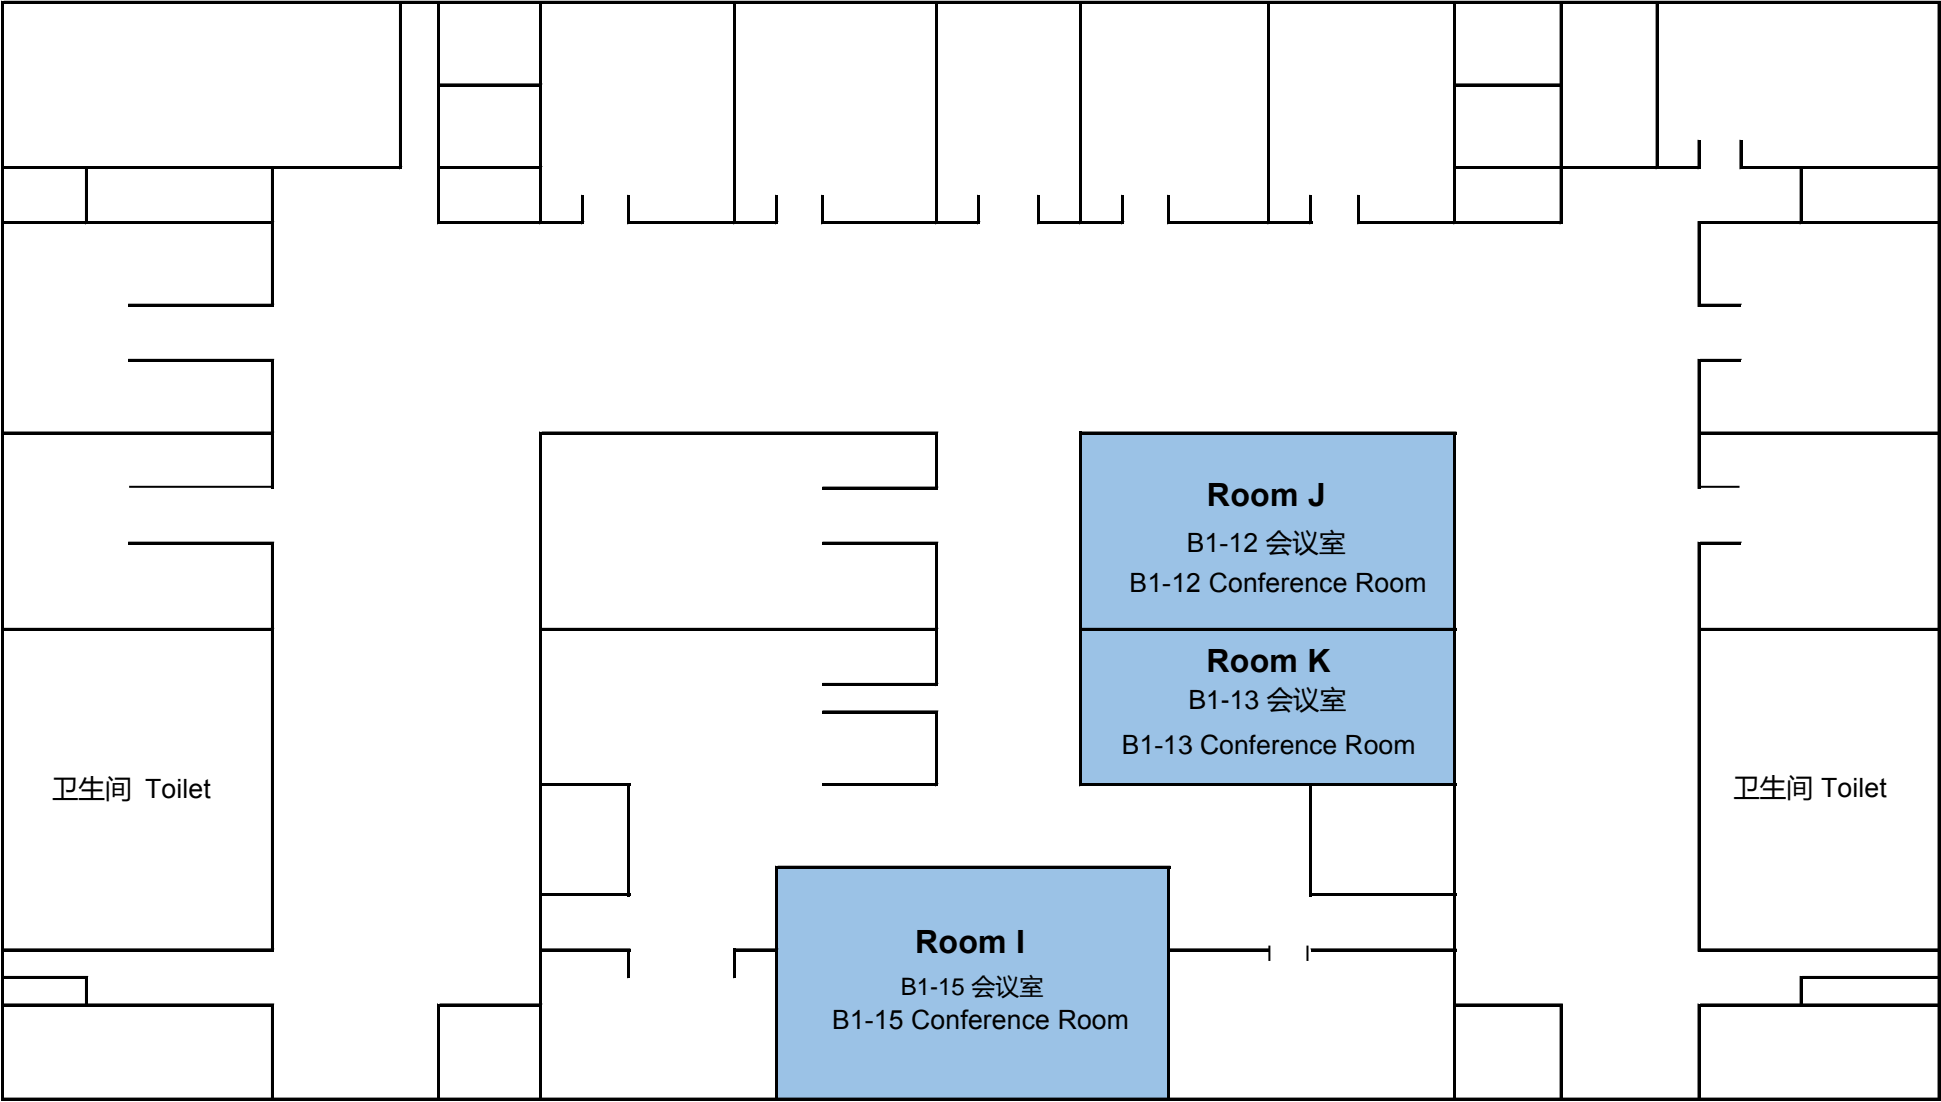 Room J
B1-12 会议室
B1-12 Conference Room
Room K
B1-13 会议室
B1-13 Conference Room
卫生间 Toilet
卫生间 Toilet
Room I
B1-15 会议室
B1-15 Conference Room